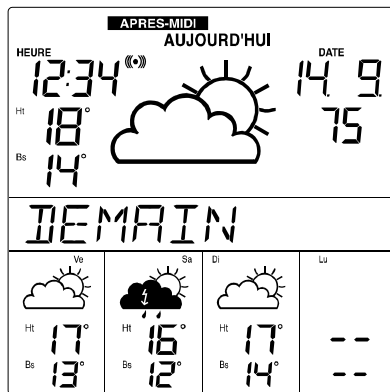 APRES-MIDI
AUJOURD'HUI
HEURE DATE
12:34 14. 9.
Ht 18° 75
Bs 14°
DEMAIN
Ve Sa Di Lu
Ht 17° Ht 16° Ht 17° --
Bs 13° Bs 12° Bs 14° --